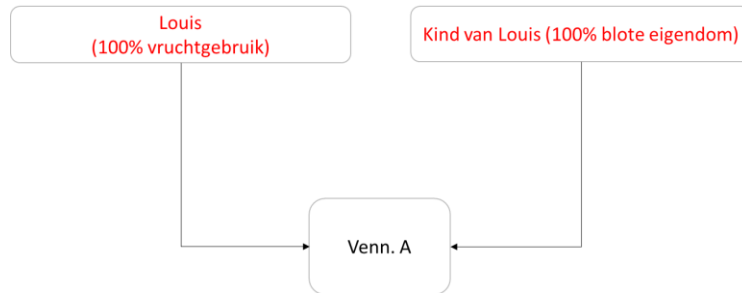 Louis
(100% vruchtgebruik)
Kind van Louis (100% blote eigendom)
Venn. A